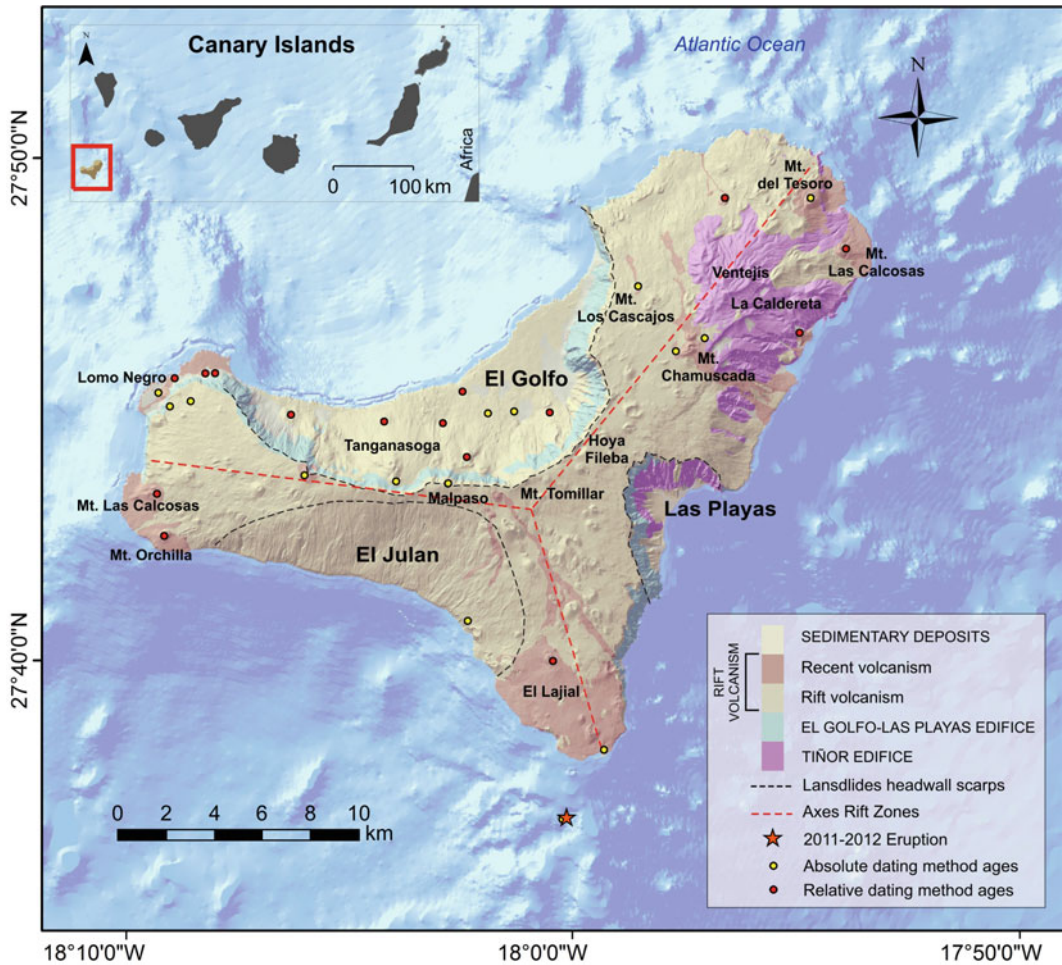 Canary Islands
N
Africa
0 100 km
Atlantic Ocean
N
27°50'0"N
27°40'0"N
Mt.
del Tesoro
Mt.
Las Calcosas
Ventejís
La Caldereta
Mt.
Los Cascajos
Mt.
Chamuscada
Lomo Negro
El Golfo
Tanganasoga
Hoya
Fileba
Malpaso
Mt. Tomillar
Las Playas
Mt. Las Calcosas
Mt. Orchilla
El Julan
El Lajial
0 2 4 6 8 10
km
RIFT
VOLCANISM
SEDIMENTARY DEPOSITS
Recent volcanism
Rift volcanism
EL GOLFO-LAS PLAYAS EDIFICE
TIÑOR EDIFICE
Lansdlides headwall scarps
Axes Rift Zones
2011-2012 Eruption
Absolute dating method ages
Relative dating method ages
18°10'0"W
18°0'0"W
17°50'0"W